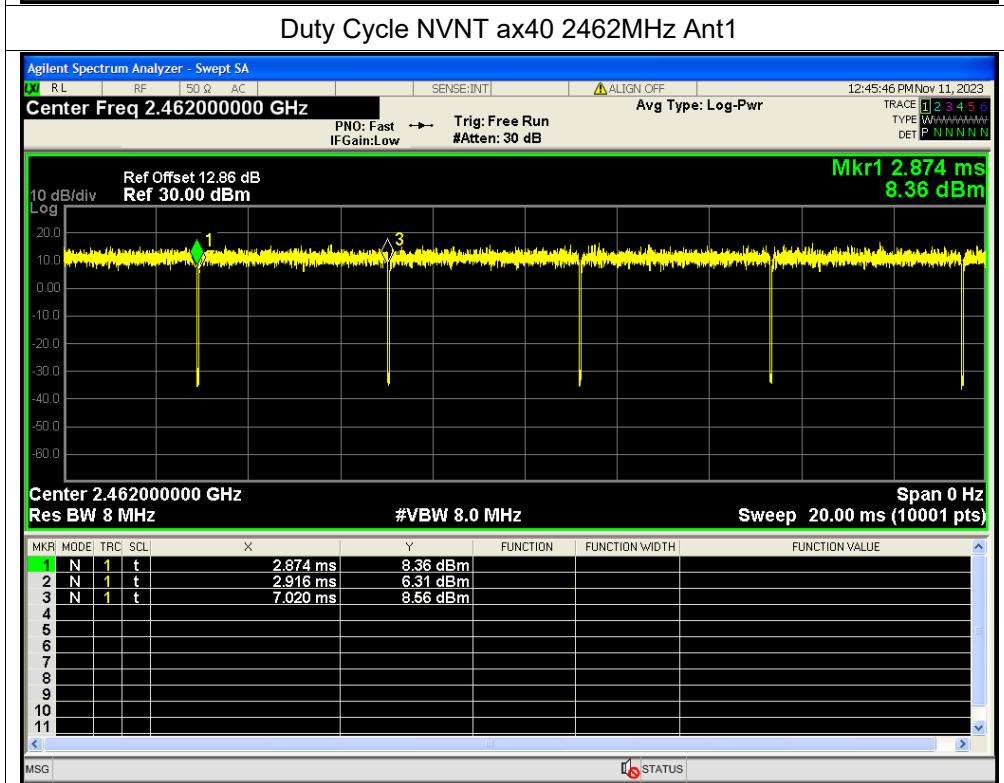 Duty Cycle NVNT ax40 2462MHz Ant1
Agilent Spectrum Analyzer - Swept SA
LXI RL RF 50 Ω AC SENSE:INT ALIGN OFF 12:45:46 PM Nov 11, 2023
Center Freq 2.462000000 GHz
PNO: Fast
IFGain:Low
Trig: Free Run
#Atten: 30 dB
Avg Type: Log-Pwr
TRACE 1 2 3 4 5 6
TYPE
DET P N N N N N
Mkr1 2.874 ms
8.36 dBm
Ref Offset 12.86 dB
10 dB/div Ref 30.00 dBm
Log
1
3
20.0
10.0
0.00
-10.0
-20.0
-30.0
-40.0
-50.0
-60.0
Center 2.462000000 GHz Span 0 Hz
Res BW 8 MHz #VBW 8.0 MHz Sweep 20.00 ms (10001 pts)
MKR MODE TRC SCL X Y FUNCTION FUNCTION WIDTH FUNCTION VALUE
1 N 1 t 2.874 ms 8.36 dBm
2 N 1 t 2.916 ms 6.31 dBm
3 N 1 t 7.020 ms 8.56 dBm
4
5
6
7
8
9
10
11
MSG STATUS